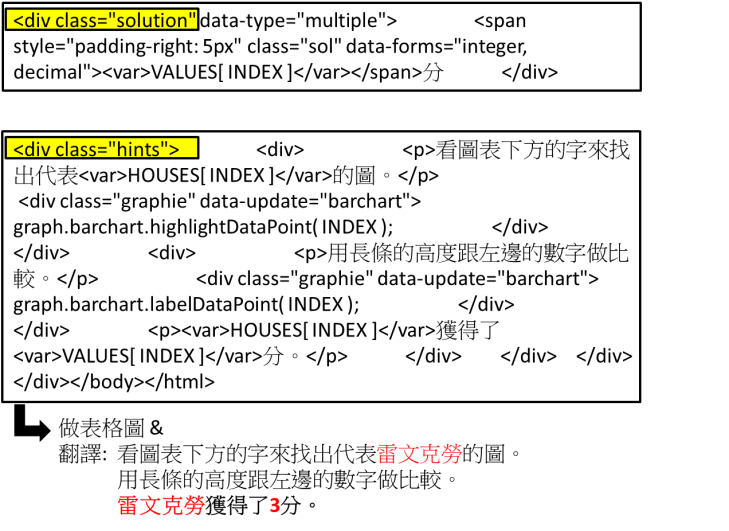 <div class="solution" data-type="multiple"> <span
style="padding-right: 5px" class="sol" data-forms="integer,
decimal"><var>VALUES[ INDEX ]</var></span>分 </div>
<div class="hints"> <div> <p>看圖表下方的字來找
出代表<var>HOUSES[ INDEX ]</var>的圖。</p>
<div class="graphie" data-update="barchart">
graph.barchart.highlightDataPoint( INDEX ); </div>
</div> <div> <p>用長條的高度跟左邊的數字做比
較。</p> <div class="graphie" data-update="barchart">
graph.barchart.labelDataPoint( INDEX ); </div>
</div> <p><var>HOUSES[ INDEX ]</var>獲得了
<var>VALUES[ INDEX ]</var>分。</p> </div> </div> </div>
</div></body></html>
做表格圖 &
翻譯: 看圖表下方的字來找出代表雷文克勞的圖。
用長條的高度跟左邊的數字做比較。
雷文克勞獲得了3分。